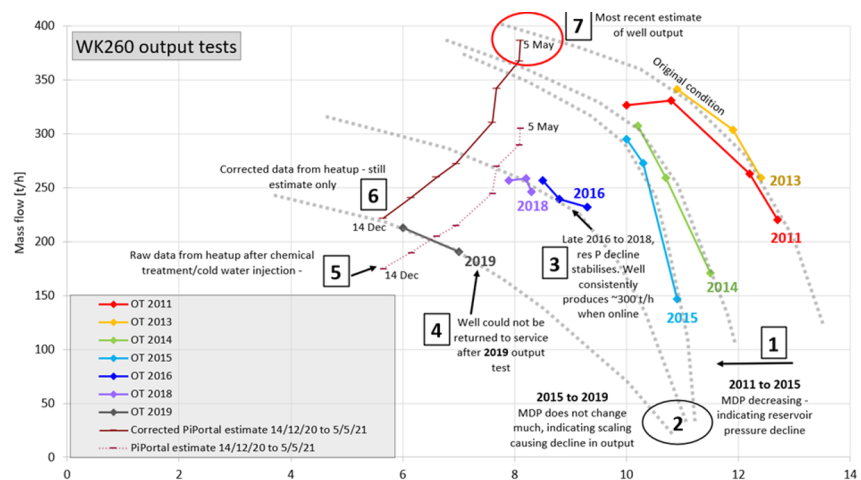 WK260 output tests
Mass flow [t/h]
400
350
300
250
200
150
100
50
0
0
2
4
6
8
10
12
14
7
Most recent estimate
of well output
5 May
Original condition
5 May
Corrected data from heatup - still
estimate only
6
14 Dec
2018
2016
2013
2011
Raw data from heatup after chemical
treatment/cold water injection -
5
14 Dec
2019
3
Late 2016 to 2018,
res P decline
stabilises. Well
consistently
produces ~300 t/h
when online
2014
2015
4
Well could not be
returned to service
after 2019 output
test
1
2011 to 2015
MDP decreasing -
indicating reservoir
pressure decline
2015 to 2019
MDP does not change
much, indicating scaling
causing decline in output
2
OT 2011
OT 2013
OT 2014
OT 2015
OT 2016
OT 2018
OT 2019
Corrected PiPortal estimate 14/12/20 to 5/5/21
PiPortal estimate 14/12/20 to 5/5/21